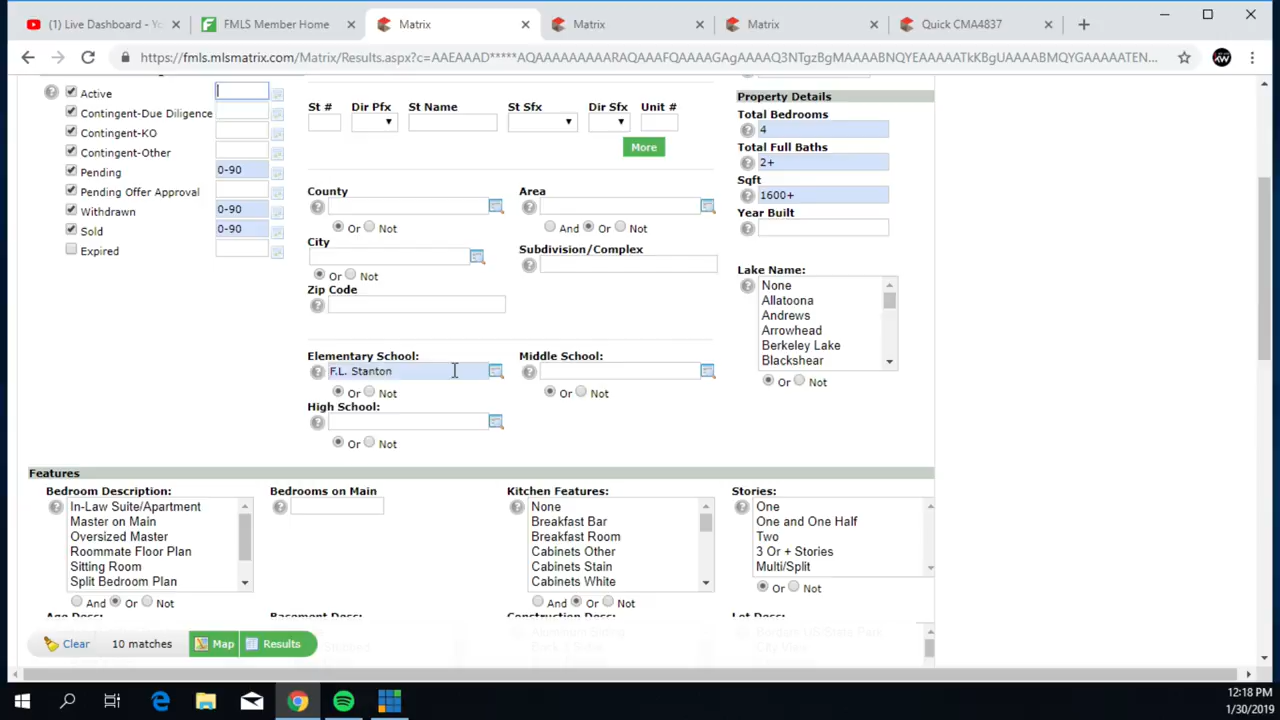 (1) Live Dashboard - Yo
FMLS Member Home
Matrix
Matrix
Matrix
Quick CMA4837
https://fmls.mlsmatrix.com/Matrix/Results.aspx?c=AAEAAAD*****AQAAAAAAAAARAQAAAFQAAAAGAgAAAAQ3NTgzBgMAAAABNQYEAAAAATkKBgUAAAABMQYGAAAAATEN...
Active
Contingent-Due Diligence
Contingent-KO
Contingent-Other
Pending 0-90
Pending Offer Approval
Withdrawn 0-90
Sold 0-90
Expired
St # Dir Pfx St Name St Sfx Dir Sfx Unit #
More
County
Or Not
Area
And Or Not
City
Or Not
Subdivision/Complex
Zip Code
Elementary School:
F.L. Stanton
Or Not
Middle School:
Or Not
High School:
Or Not
Property Details
Total Bedrooms
4
Total Full Baths
2+
Sqft
1600+
Year Built
Lake Name:
None
Allatoona
Andrews
Arrowhead
Berkeley Lake
Blackshear
Or Not
Features
Bedroom Description:
In-Law Suite/Apartment
Master on Main
Oversized Master
Roommate Floor Plan
Sitting Room
Split Bedroom Plan
And Or Not
Bedrooms on Main
Kitchen Features:
None
Breakfast Bar
Breakfast Room
Cabinets Other
Cabinets Stain
Cabinets White
And Or Not
Stories:
One
One and One Half
Two
3 Or + Stories
Multi/Split
Or Not
Clear
10 matches
Map
Results
12:18 PM
1/30/2019